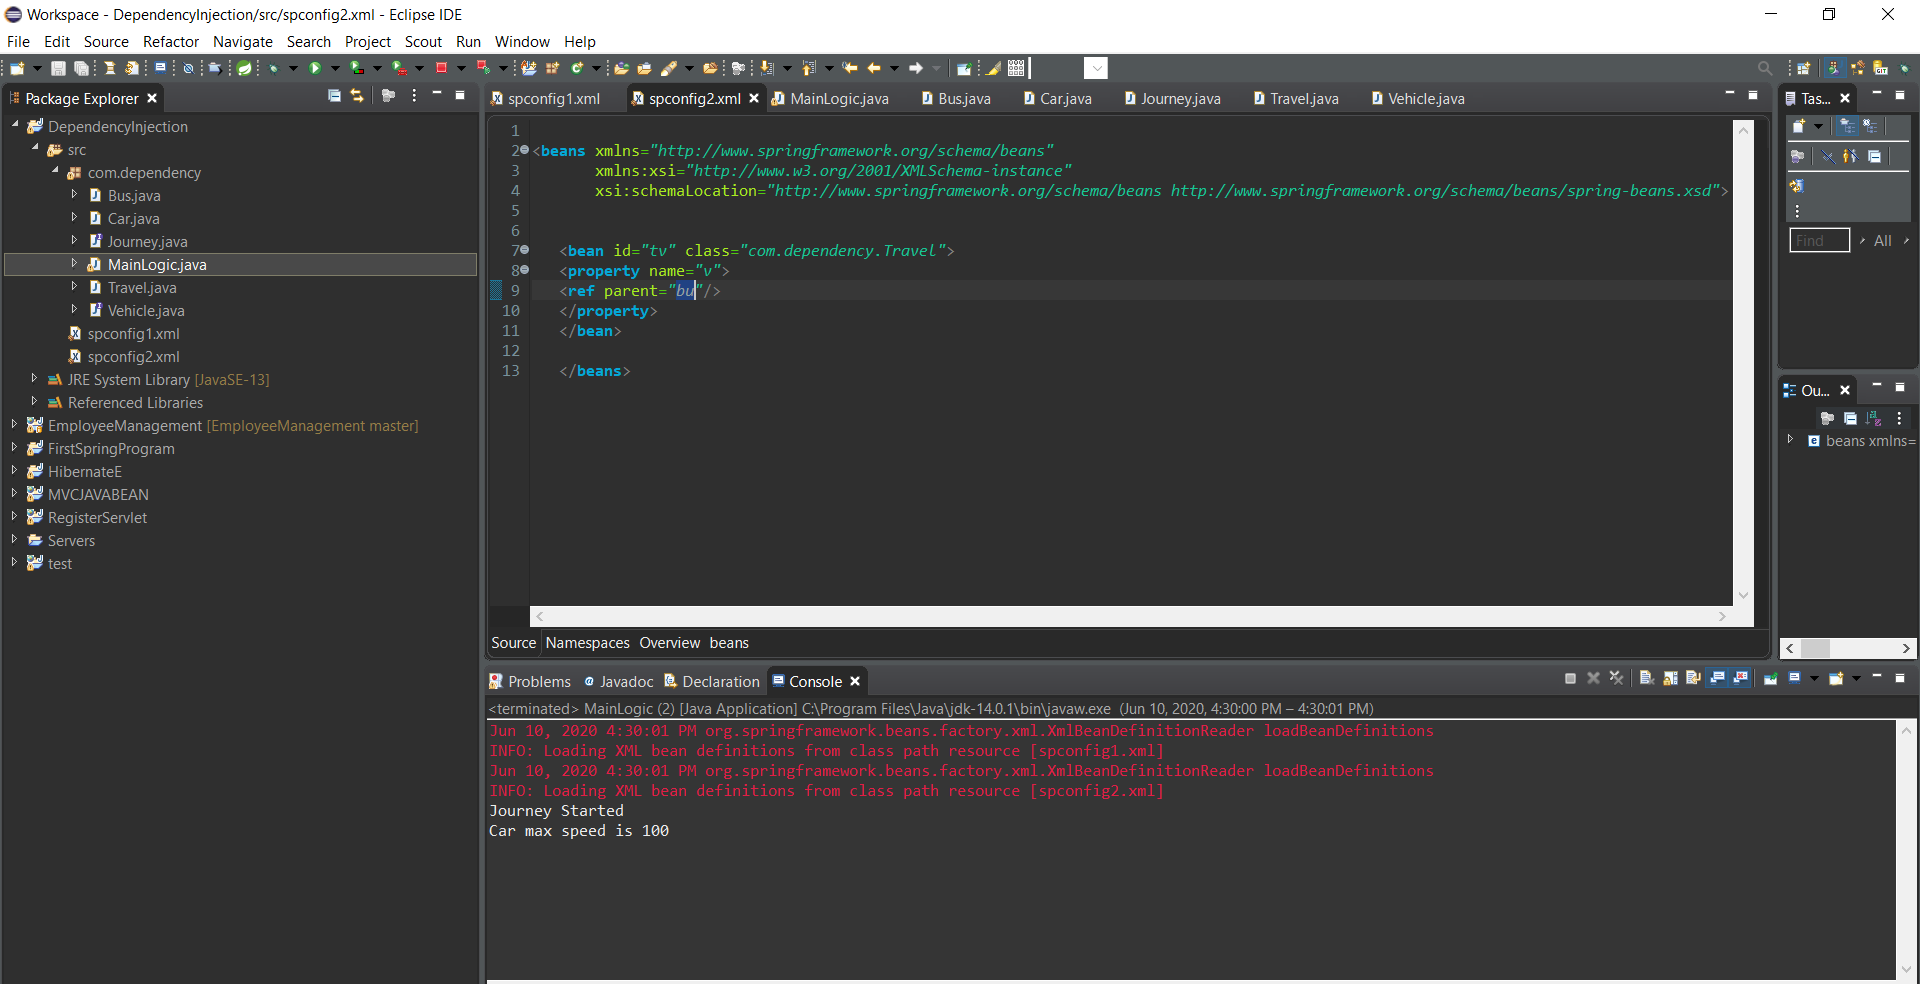 Workspace - DependencyInjection/src/spconfig2.xml - Eclipse IDE
File Edit Source Refactor Navigate Search Project Scout Run Window Help
Package Explorer
DependencyInjection
src
com.dependency
Bus.java
Car.java
Journey.java
MainLogic.java
Travel.java
Vehicle.java
spconfig1.xml
spconfig2.xml
JRE System Library [JavaSE-13]
Referenced Libraries
EmployeeManagement [EmployeeManagement master]
FirstSpringProgram
HibernateE
MVCJAVABEAN
RegisterServlet
Servers
test
spconfig1.xml spconfig2.xml MainLogic.java Bus.java Car.java Journey.java Travel.java Vehicle.java
1
2 <beans xmlns="http://www.springframework.org/schema/beans"
3 xmlns:xsi="http://www.w3.org/2001/XMLSchema-instance"
4 xsi:schemaLocation="http://www.springframework.org/schema/beans http://www.springframework.org/schema/beans/spring-beans.xsd">
5
6
7 <bean id="tv" class="com.dependency.Travel">
8 <property name="v">
9 <ref parent="bu"/>
10 </property>
11 </bean>
12
13 </beans>
Source Namespaces Overview beans
Tas...
Find All
Ou...
beans xmlns=
Problems Javadoc Declaration Console
<terminated> MainLogic (2) [Java Application] C:\Program Files\Java\jdk-14.0.1\bin\javaw.exe (Jun 10, 2020, 4:30:00 PM – 4:30:01 PM)
Jun 10, 2020 4:30:01 PM org.springframework.beans.factory.xml.XmlBeanDefinitionReader loadBeanDefinitions
INFO: Loading XML bean definitions from class path resource [spconfig1.xml]
Jun 10, 2020 4:30:01 PM org.springframework.beans.factory.xml.XmlBeanDefinitionReader loadBeanDefinitions
INFO: Loading XML bean definitions from class path resource [spconfig2.xml]
Journey Started
Car max speed is 100